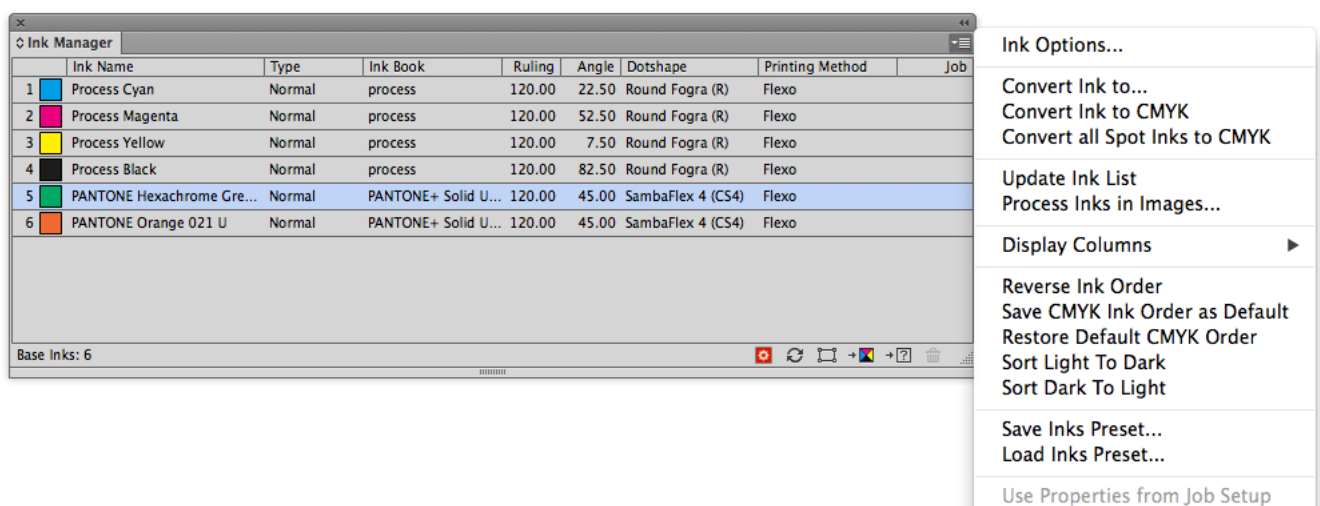 Ink Manager
Ink Name Type Ink Book Ruling Angle Dotshape Printing Method Job
1 Process Cyan Normal process 120.00 22.50 Round Fogra (R) Flexo
2 Process Magenta Normal process 120.00 52.50 Round Fogra (R) Flexo
3 Process Yellow Normal process 120.00 7.50 Round Fogra (R) Flexo
4 Process Black Normal process 120.00 82.50 Round Fogra (R) Flexo
5 PANTONE Hexachrome Gre... Normal PANTONE+ Solid U... 120.00 45.00 SambaFlex 4 (CS4) Flexo
6 PANTONE Orange 021 U Normal PANTONE+ Solid U... 120.00 45.00 SambaFlex 4 (CS4) Flexo
Base Inks: 6
Ink Options...
Convert Ink to...
Convert Ink to CMYK
Convert all Spot Inks to CMYK
Update Ink List
Process Inks in Images...
Display Columns
Reverse Ink Order
Save CMYK Ink Order as Default
Restore Default CMYK Order
Sort Light To Dark
Sort Dark To Light
Save Inks Preset...
Load Inks Preset...
Use Properties from Job Setup